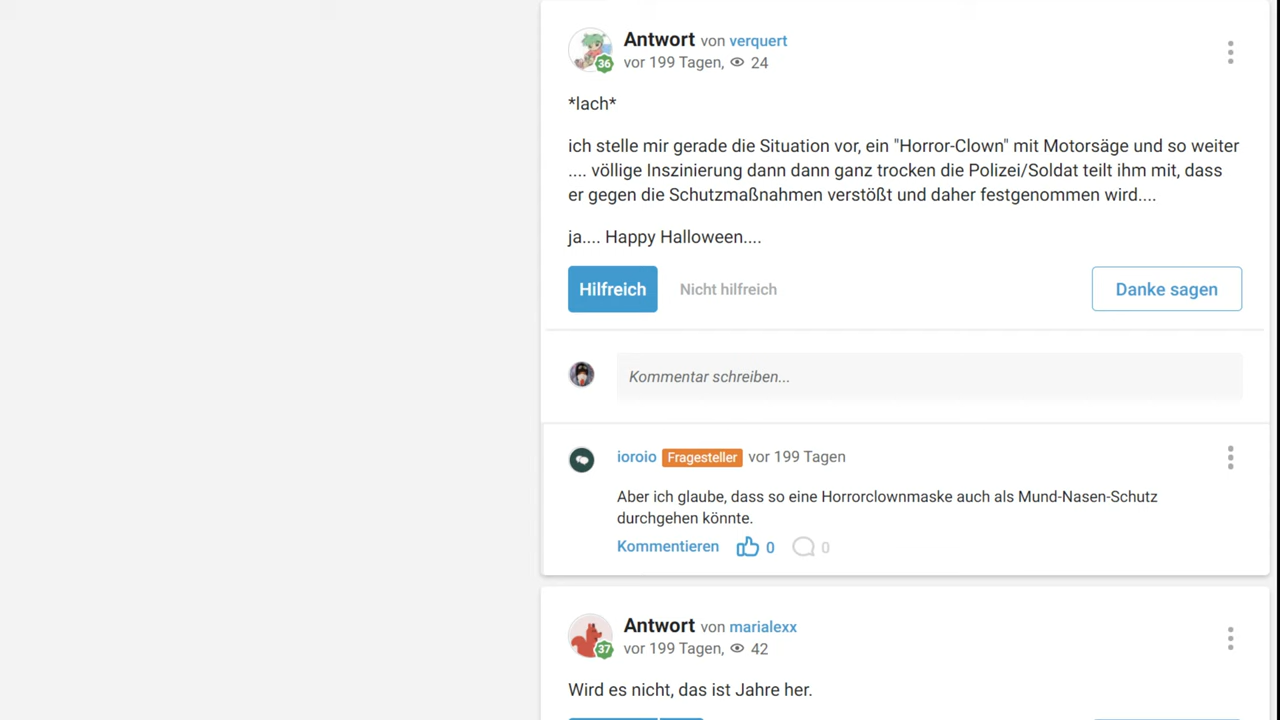 Antwort von verquert
36
vor 199 Tagen, 24
*lach*
ich stelle mir gerade die Situation vor, ein "Horror-Clown" mit Motorsäge und so weiter
.... völlige Inszenierung dann dann ganz trocken die Polizei/Soldat teilt ihm mit, dass
er gegen die Schutzmaßnahmen verstößt und daher festgenommen wird....
ja.... Happy Halloween....
Hilfreich Nicht hilfreich Danke sagen
Kommentar schreiben...
ioroio Fragesteller vor 199 Tagen
Aber ich glaube, dass so eine Horrorclownmaske auch als Mund-Nasen-Schutz
durchgehen könnte.
Kommentieren 0 0
Antwort von marialexx
37
vor 199 Tagen, 42
Wird es nicht, das ist Jahre her.